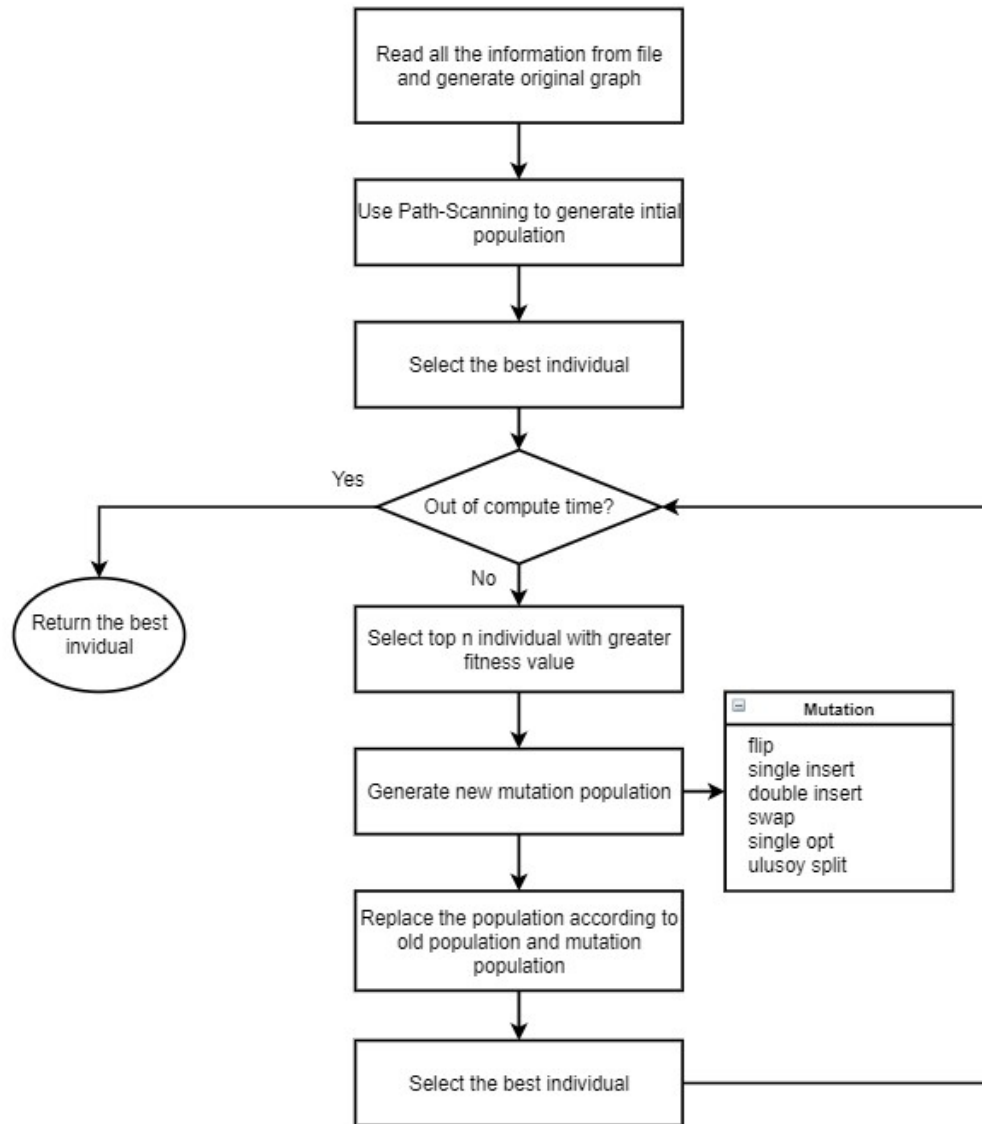 Read all the information from file
and generate original graph
Use Path-Scanning to generate intial
population
Select the best individual
Yes
Out of compute time?
No
Return the best
invidual
Select top n individual with greater
fitness value
Mutation
flip
single insert
double insert
swap
single opt
ulusoy split
Generate new mutation population
Replace the population according to
old population and mutation
population
Select the best individual